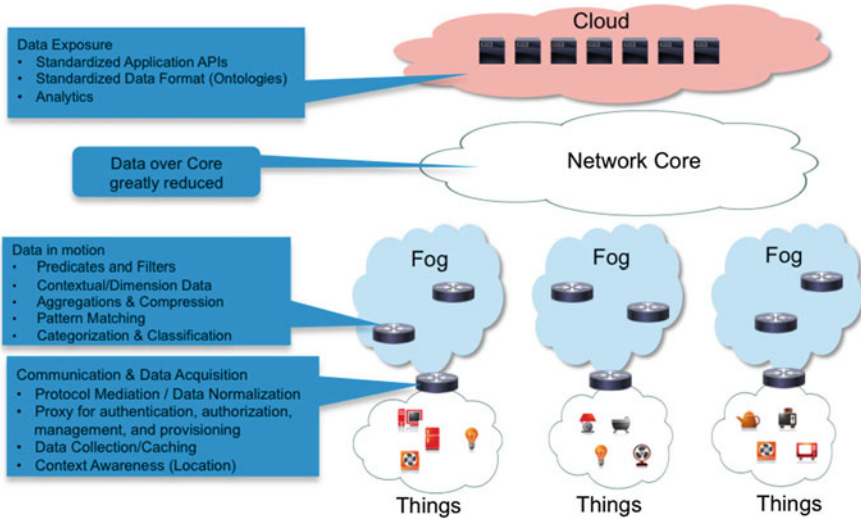 Cloud
Data Exposure
• Standardized Application APIs
• Standardized Data Format (Ontologies)
• Analytics
Network Core
Data over Core
greatly reduced
Data in motion
• Predicates and Filters
• Contextual/Dimension Data
• Aggregations & Compression
• Pattern Matching
• Categorization & Classification
Fog
Fog
Fog
Communication & Data Acquisition
• Protocol Mediation / Data Normalization
• Proxy for authentication, authorization,
management, and provisioning
• Data Collection/Caching
• Context Awareness (Location)
Things
Things
Things